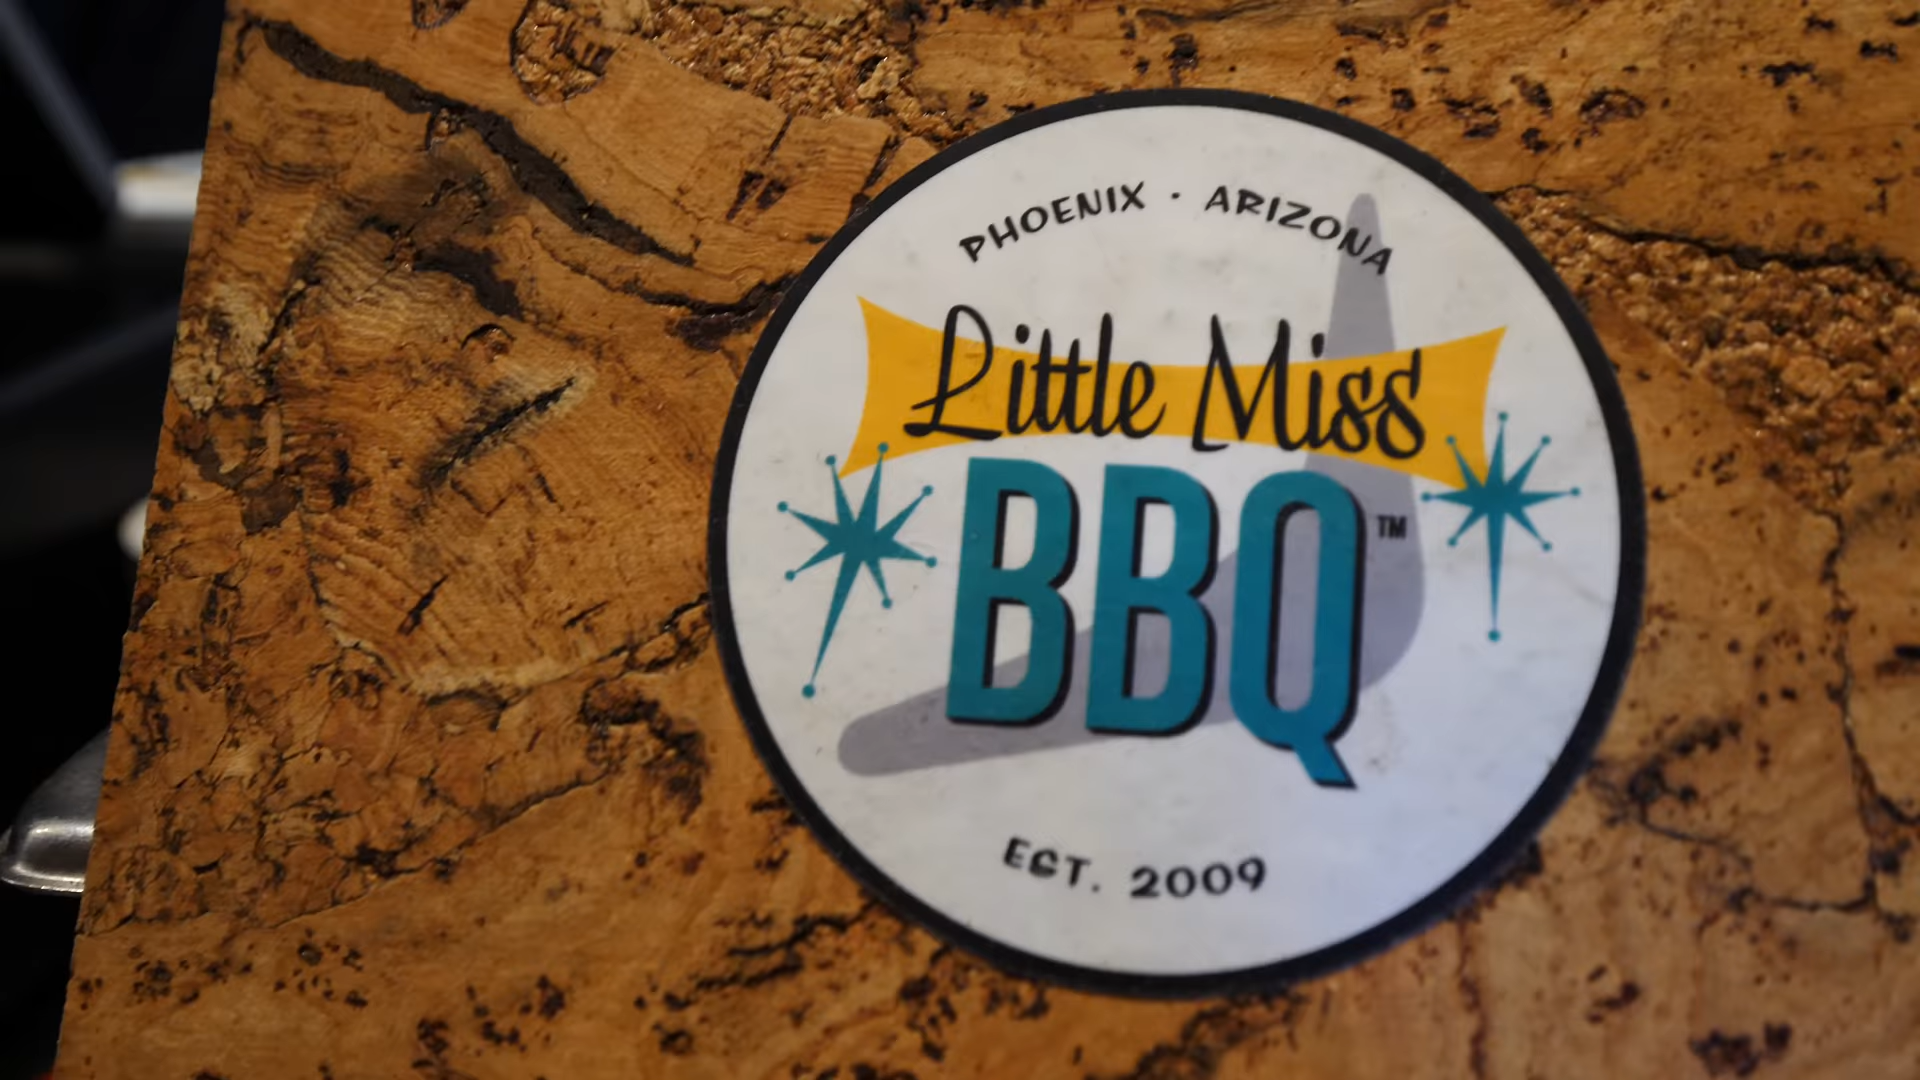 PHOENIX · ARIZONA
Little Miss
BBQ™
EST. 2009